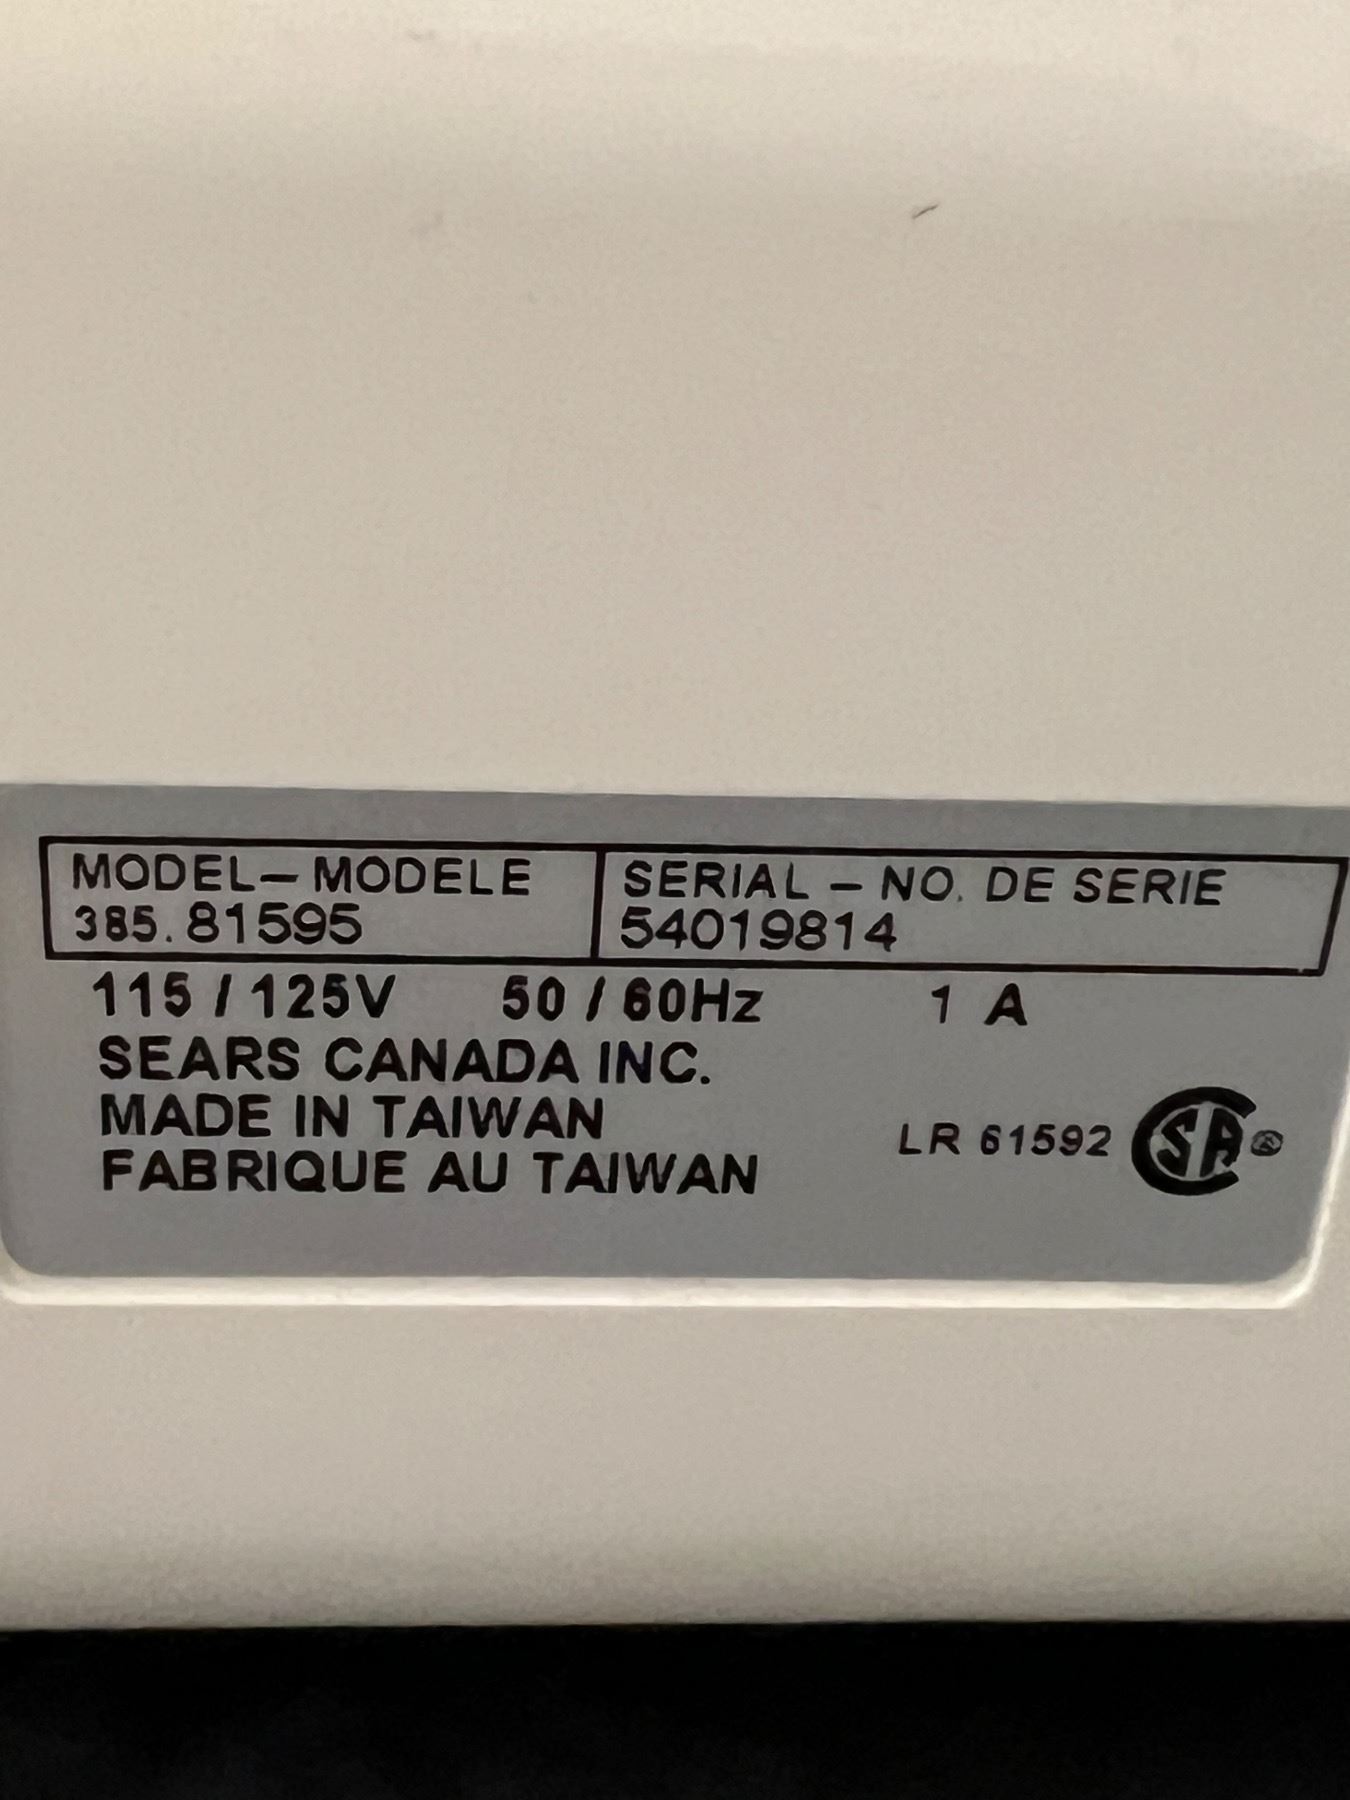 MODEL–MODELE
385.81595
SERIAL – NO. DE SERIE
54019814
115 / 125V 50 / 60Hz 1 A
SEARS CANADA INC.
MADE IN TAIWAN
FABRIQUE AU TAIWAN
LR 61592 SA®